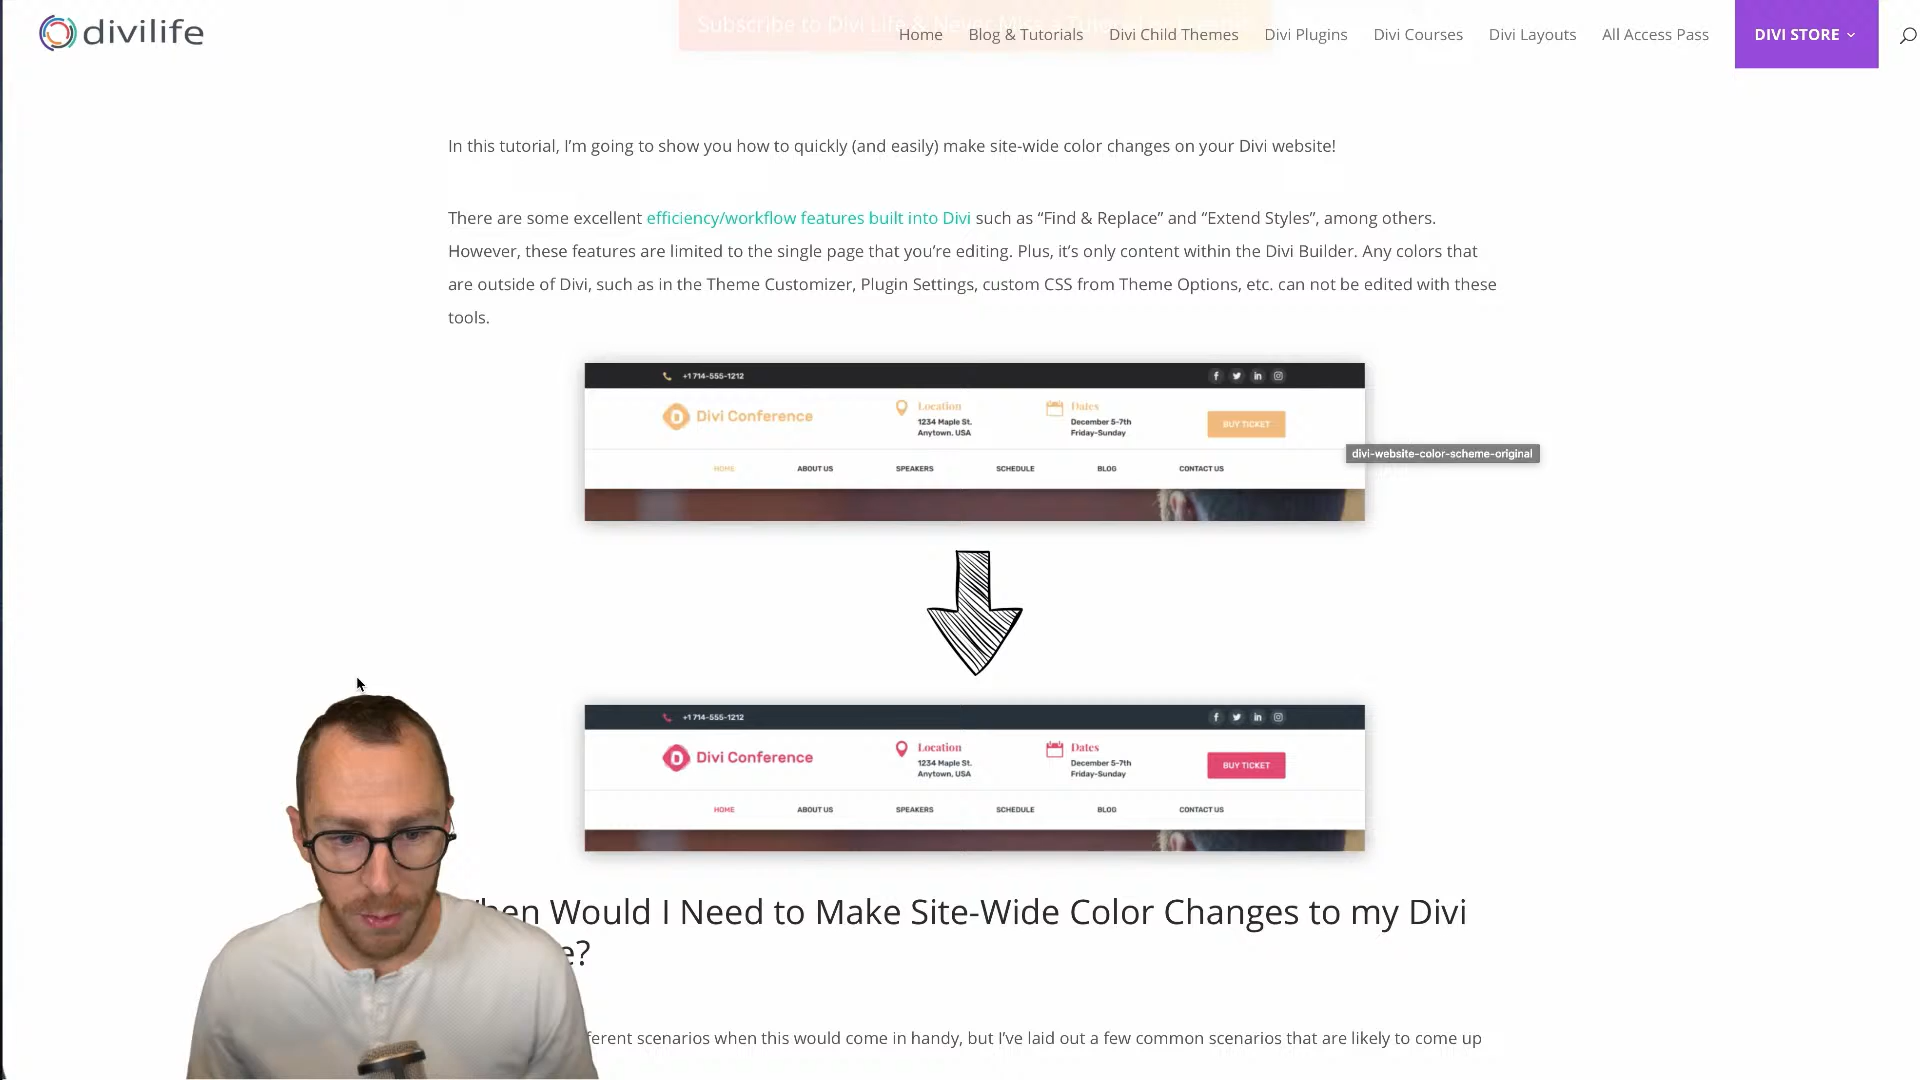 divilife
Subscribe to Divi Life & Never Miss a
Home Blog & Tutorials Divi Child Themes Divi Plugins Divi Courses Divi Layouts All Access Pass DIVI STORE
In this tutorial, I’m going to show you how to quickly (and easily) make site-wide color changes on your Divi website!
There are some excellent efficiency/workflow features built into Divi such as “Find & Replace” and “Extend Styles”, among others.
However, these features are limited to the single page that you’re editing. Plus, it’s only content within the Divi Builder. Any colors that
are outside of Divi, such as in the Theme Customizer, Plugin Settings, custom CSS from Theme Options, etc. can not be edited with these
tools.
+1 714-555-1212
D Divi Conference
Location
1234 Maple St.
Anytown, USA
Dates
December 5-7th
Friday-Sunday
BUY TICKET
divi-website-color-scheme-original
HOME ABOUT US SPEAKERS SCHEDULE BLOG CONTACT US
+1 714-555-1212
D Divi Conference
Location
1234 Maple St.
Anytown, USA
Dates
December 5-7th
Friday-Sunday
BUY TICKET
HOME ABOUT US SPEAKERS SCHEDULE BLOG CONTACT US
hen Would I Need to Make Site-Wide Color Changes to my Divi
e?
ferent scenarios when this would come in handy, but I’ve laid out a few common scenarios that are likely to come up